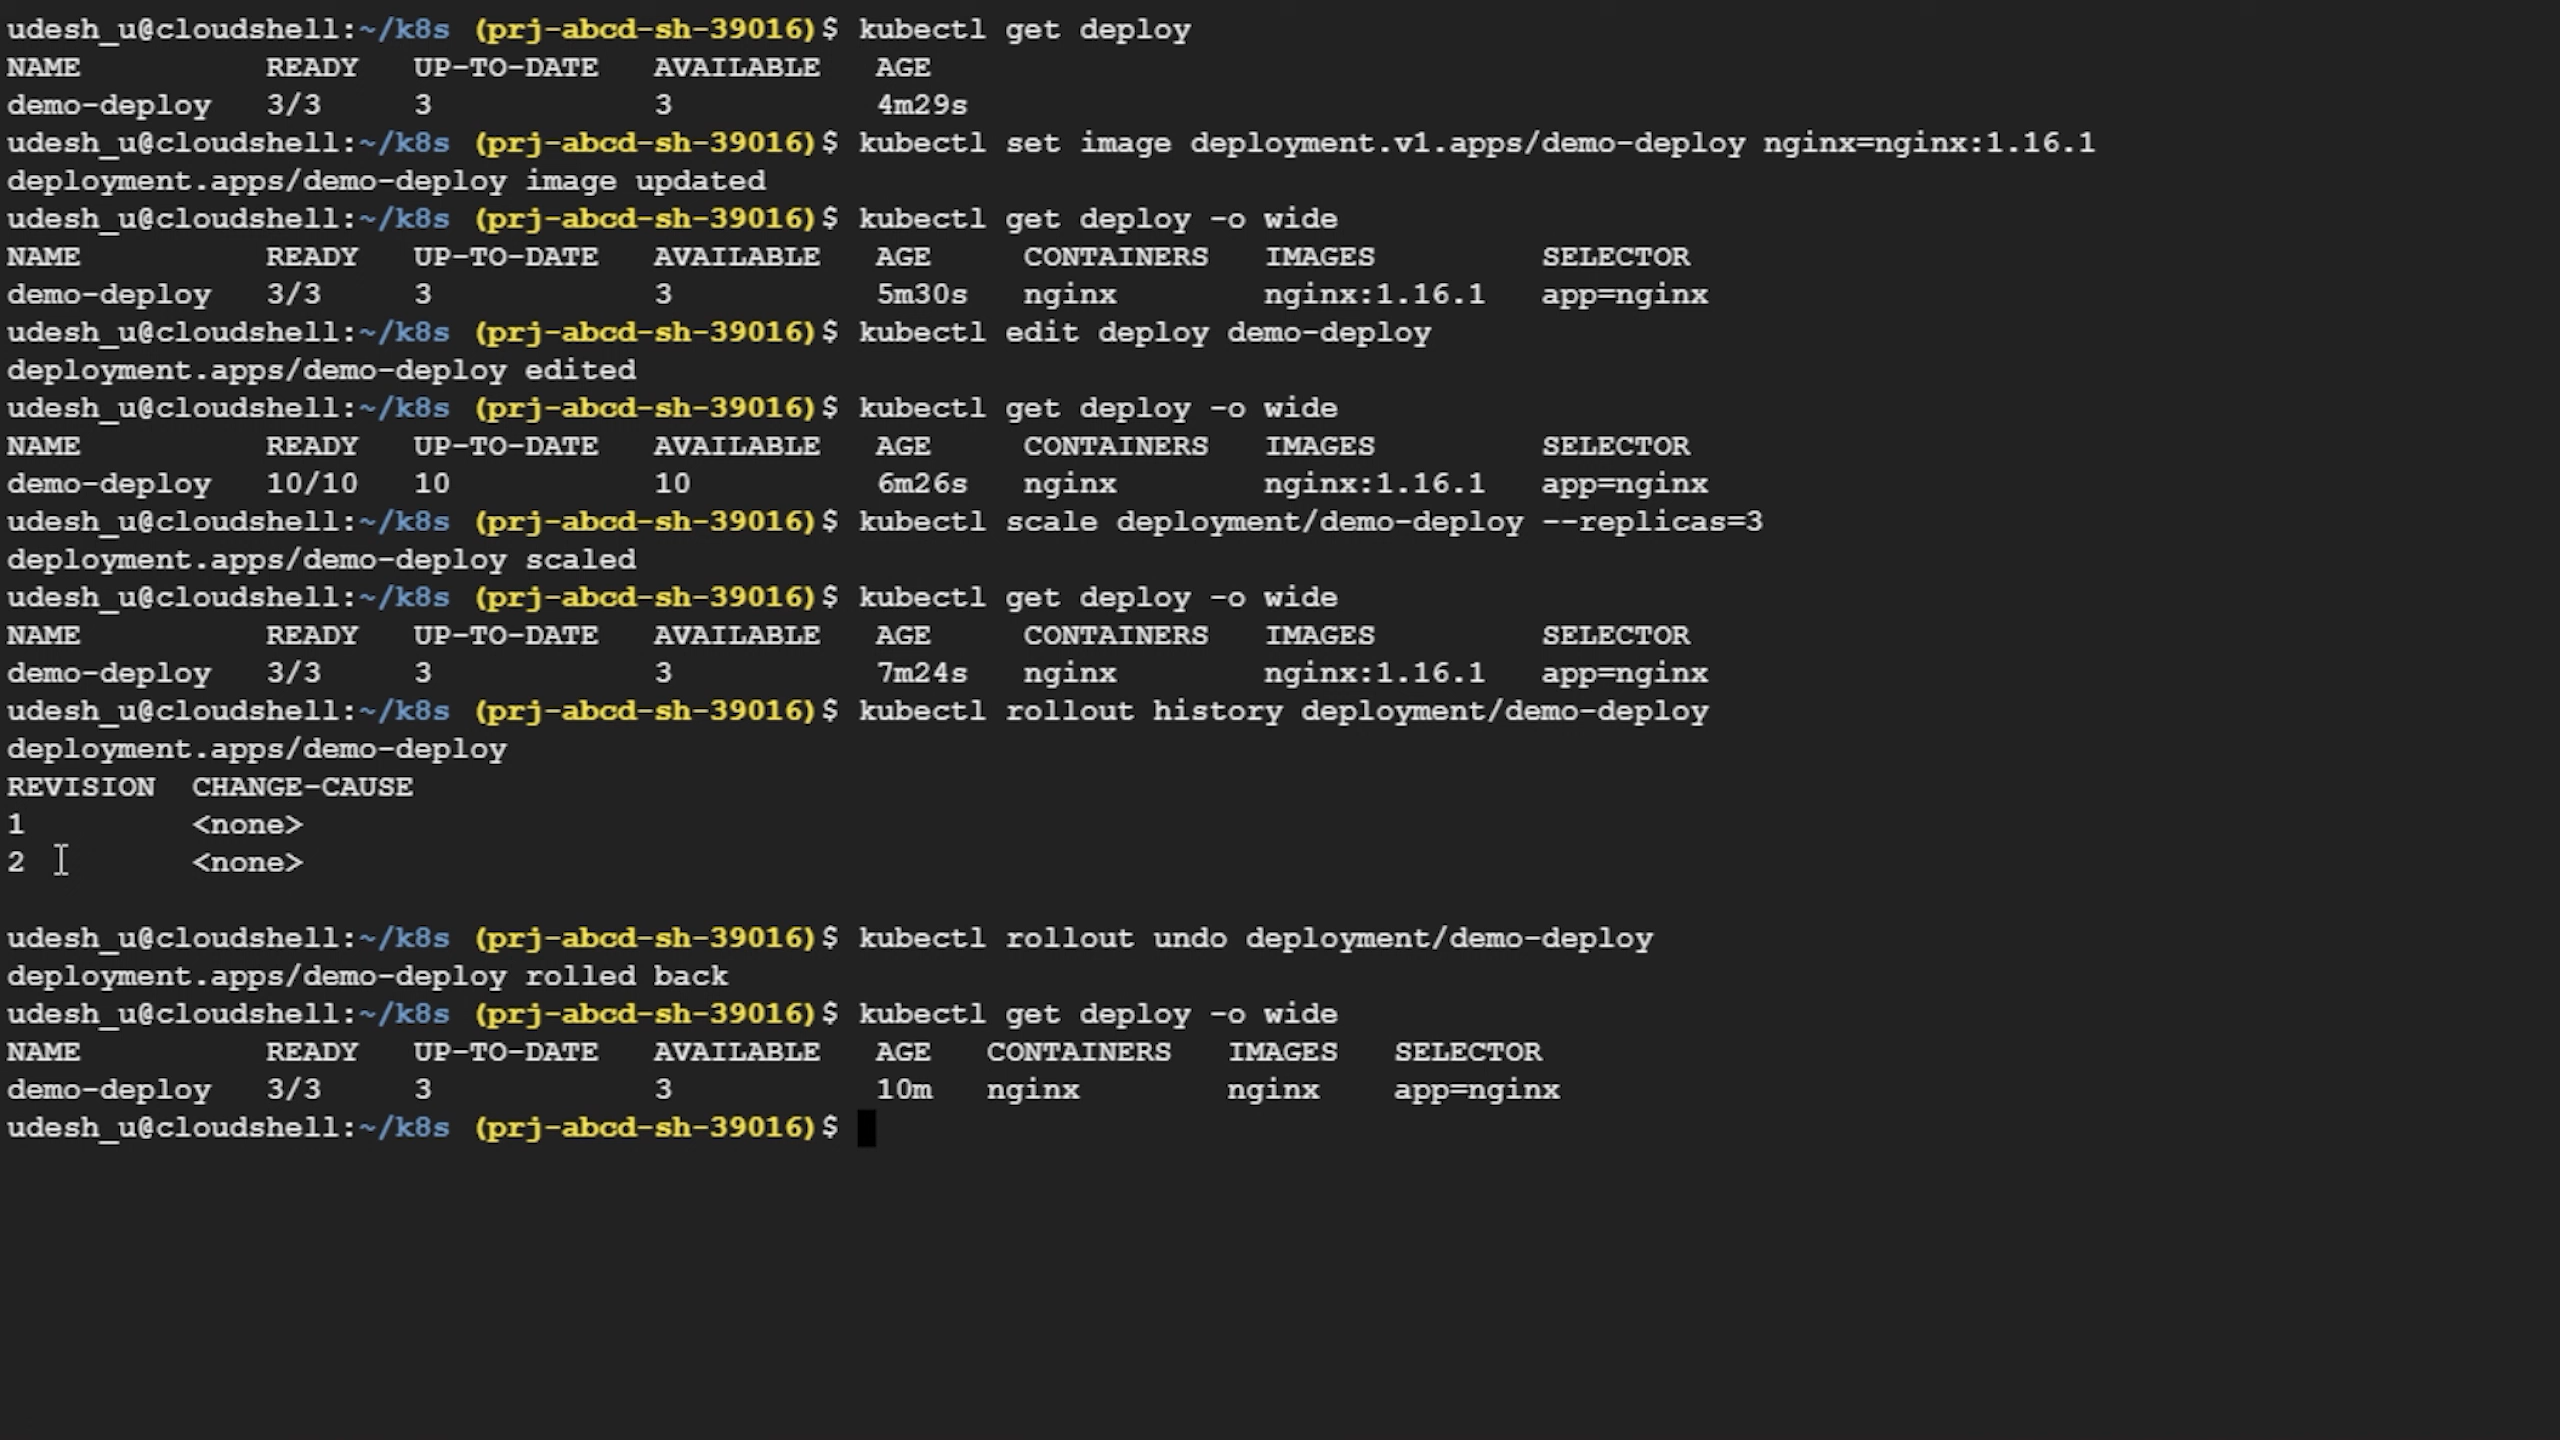 udesh_u@cloudshell:~/k8s (prj-abcd-sh-39016)$ kubectl get deploy
NAME READY UP-TO-DATE AVAILABLE AGE
demo-deploy 3/3 3 3 4m29s
udesh_u@cloudshell:~/k8s (prj-abcd-sh-39016)$ kubectl set image deployment.v1.apps/demo-deploy nginx=nginx:1.16.1
deployment.apps/demo-deploy image updated
udesh_u@cloudshell:~/k8s (prj-abcd-sh-39016)$ kubectl get deploy -o wide
NAME READY UP-TO-DATE AVAILABLE AGE CONTAINERS IMAGES SELECTOR
demo-deploy 3/3 3 3 5m30s nginx nginx:1.16.1 app=nginx
udesh_u@cloudshell:~/k8s (prj-abcd-sh-39016)$ kubectl edit deploy demo-deploy
deployment.apps/demo-deploy edited
udesh_u@cloudshell:~/k8s (prj-abcd-sh-39016)$ kubectl get deploy -o wide
NAME READY UP-TO-DATE AVAILABLE AGE CONTAINERS IMAGES SELECTOR
demo-deploy 10/10 10 10 6m26s nginx nginx:1.16.1 app=nginx
udesh_u@cloudshell:~/k8s (prj-abcd-sh-39016)$ kubectl scale deployment/demo-deploy --replicas=3
deployment.apps/demo-deploy scaled
udesh_u@cloudshell:~/k8s (prj-abcd-sh-39016)$ kubectl get deploy -o wide
NAME READY UP-TO-DATE AVAILABLE AGE CONTAINERS IMAGES SELECTOR
demo-deploy 3/3 3 3 7m24s nginx nginx:1.16.1 app=nginx
udesh_u@cloudshell:~/k8s (prj-abcd-sh-39016)$ kubectl rollout history deployment/demo-deploy
deployment.apps/demo-deploy
REVISION CHANGE-CAUSE
1 <none>
2 <none>
udesh_u@cloudshell:~/k8s (prj-abcd-sh-39016)$ kubectl rollout undo deployment/demo-deploy
deployment.apps/demo-deploy rolled back
udesh_u@cloudshell:~/k8s (prj-abcd-sh-39016)$ kubectl get deploy -o wide
NAME READY UP-TO-DATE AVAILABLE AGE CONTAINERS IMAGES SELECTOR
demo-deploy 3/3 3 3 10m nginx nginx app=nginx
udesh_u@cloudshell:~/k8s (prj-abcd-sh-39016)$